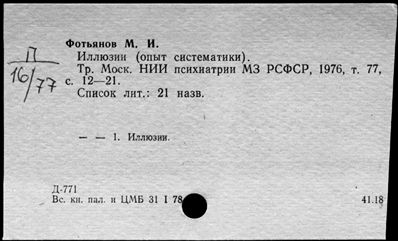 Фотьянов М. И.
П
16/77
Иллюзии (опыт систематики).
Тр. Моск. НИИ психиатрии МЗ РСФСР, 1976, т. 77,
с. 12—21.
Список лит.: 21 назв.
— — 1. Иллюзии.
Д-771
Вс. кн. пал. и ЦМБ 31 I 78
41.18